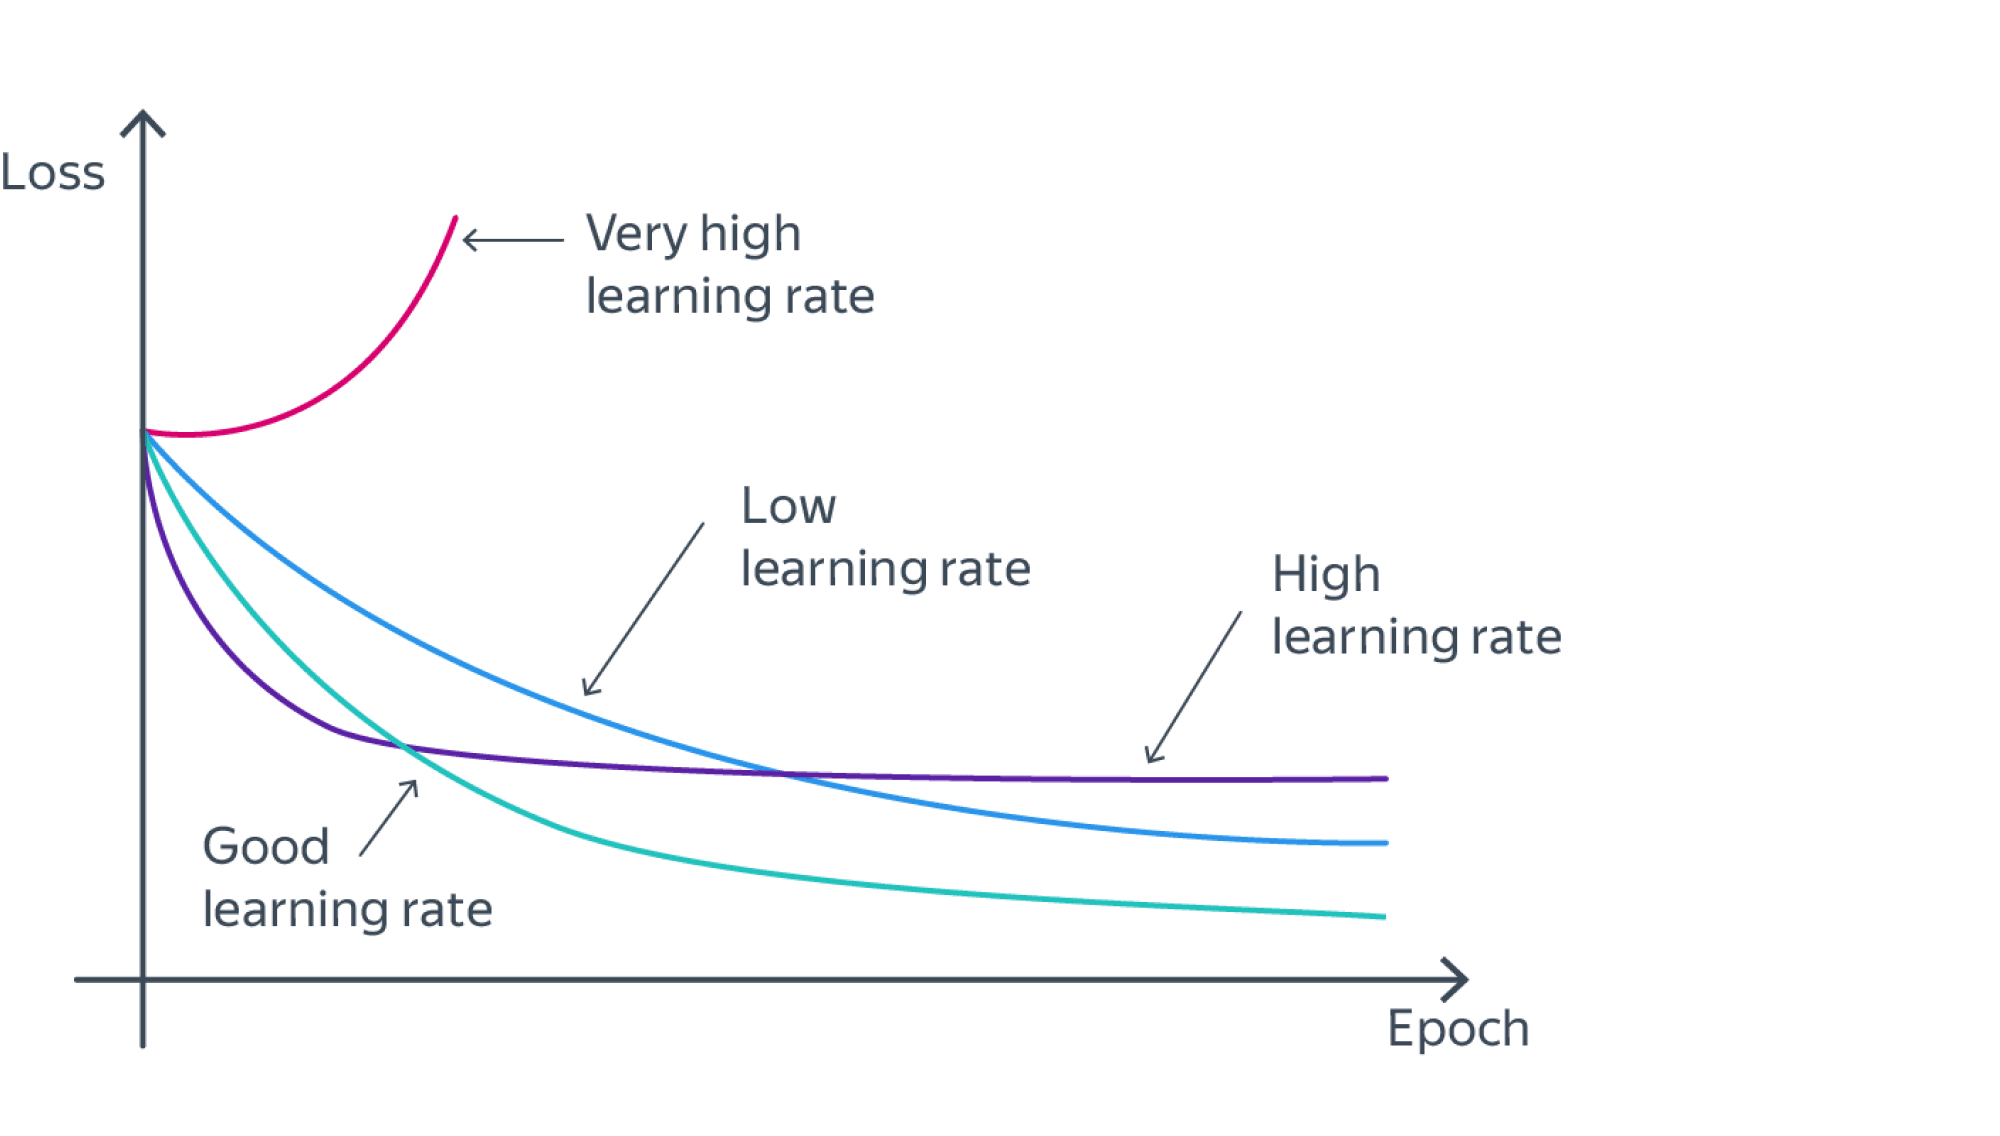 Loss
Very high
learning rate
Low
learning rate
High
learning rate
Good
learning rate
Epoch